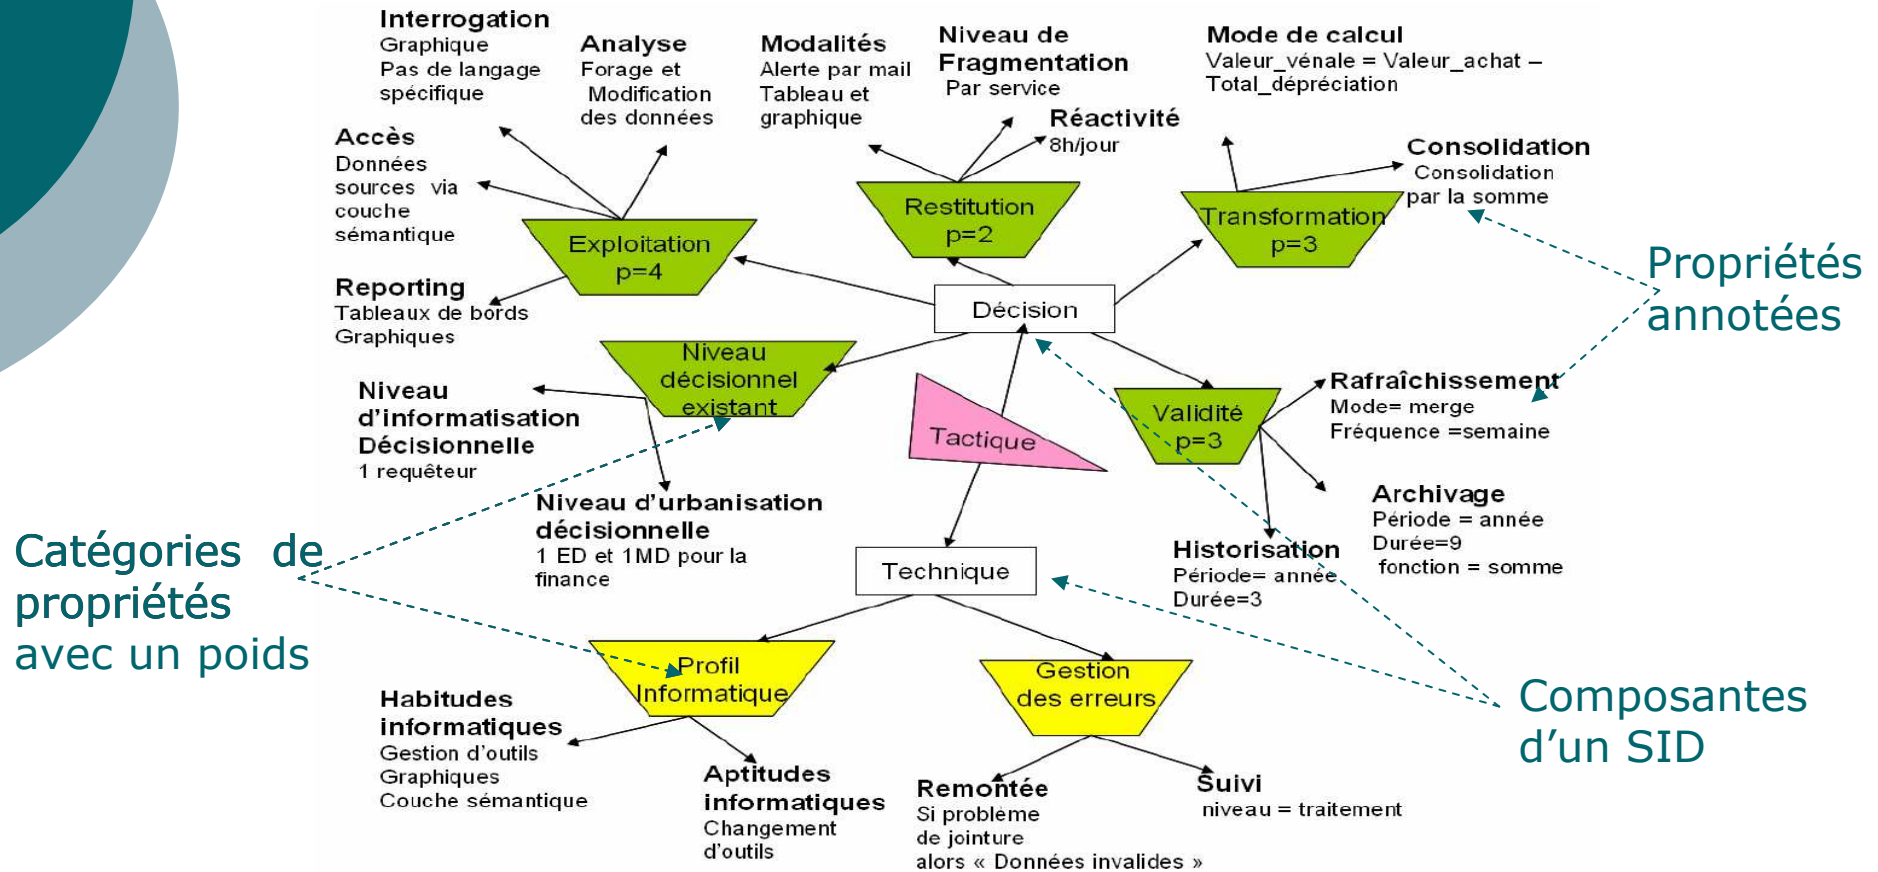 Interrogation
Graphique
Pas de langage
spécifique
Analyse
Forage et
Modification
des données
Modalités
Alerte par mail
Tableau et
graphique
Niveau de
Fragmentation
Par service
Réactivité
8h/jour
Mode de calcul
Valeur_vénale = Valeur_achat –
Total_dépréciation
Accès
Données
sources via
couche
sémantique
Consolidation
Consolidation
par la somme
Exploitation
p=4
Restitution
p=2
Transformation
p=3
Propriétés
annotées
Reporting
Tableaux de bords
Graphiques
Décision
Niveau
décisionnel
existant
Niveau
d’informatisation
Décisionnelle
1 requêteur
Tactique
Validité
p=3
Rafraîchissement
Mode= merge
Fréquence =semaine
Niveau d’urbanisation
décisionnelle
1 ED et 1MD pour la
finance
Archivage
Période = année
Durée=9
fonction = somme
Historisation
Période= année
Durée=3
Catégories de
propriétés
avec un poids
Technique
Profil
Informatique
Gestion
des erreurs
Composantes
d’un SID
Habitudes
informatiques
Gestion d’outils
Graphiques
Couche sémantique
Aptitudes
informatiques
Changement
d’outils
Remontée
Si problème
de jointure
alors « Données invalides »
Suivi
niveau = traitement